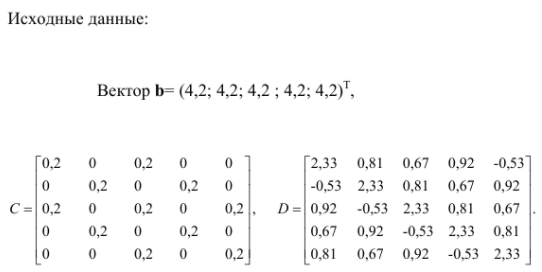 Исходные данные:
Вектор b= (4,2; 4,2; 4,2 ; 4,2; 4,2)ᵀ,
0,2 0 0,2 0 0 2,33 0,81 0,67 0,92 -0,53
0 0,2 0 0,2 0 -0,53 2,33 0,81 0,67 0,92
C = 0,2 0 0,2 0 0,2 , D = 0,92 -0,53 2,33 0,81 0,67 .
0 0,2 0 0,2 0 0,67 0,92 -0,53 2,33 0,81
0 0 0,2 0 0,2 0,81 0,67 0,92 -0,53 2,33